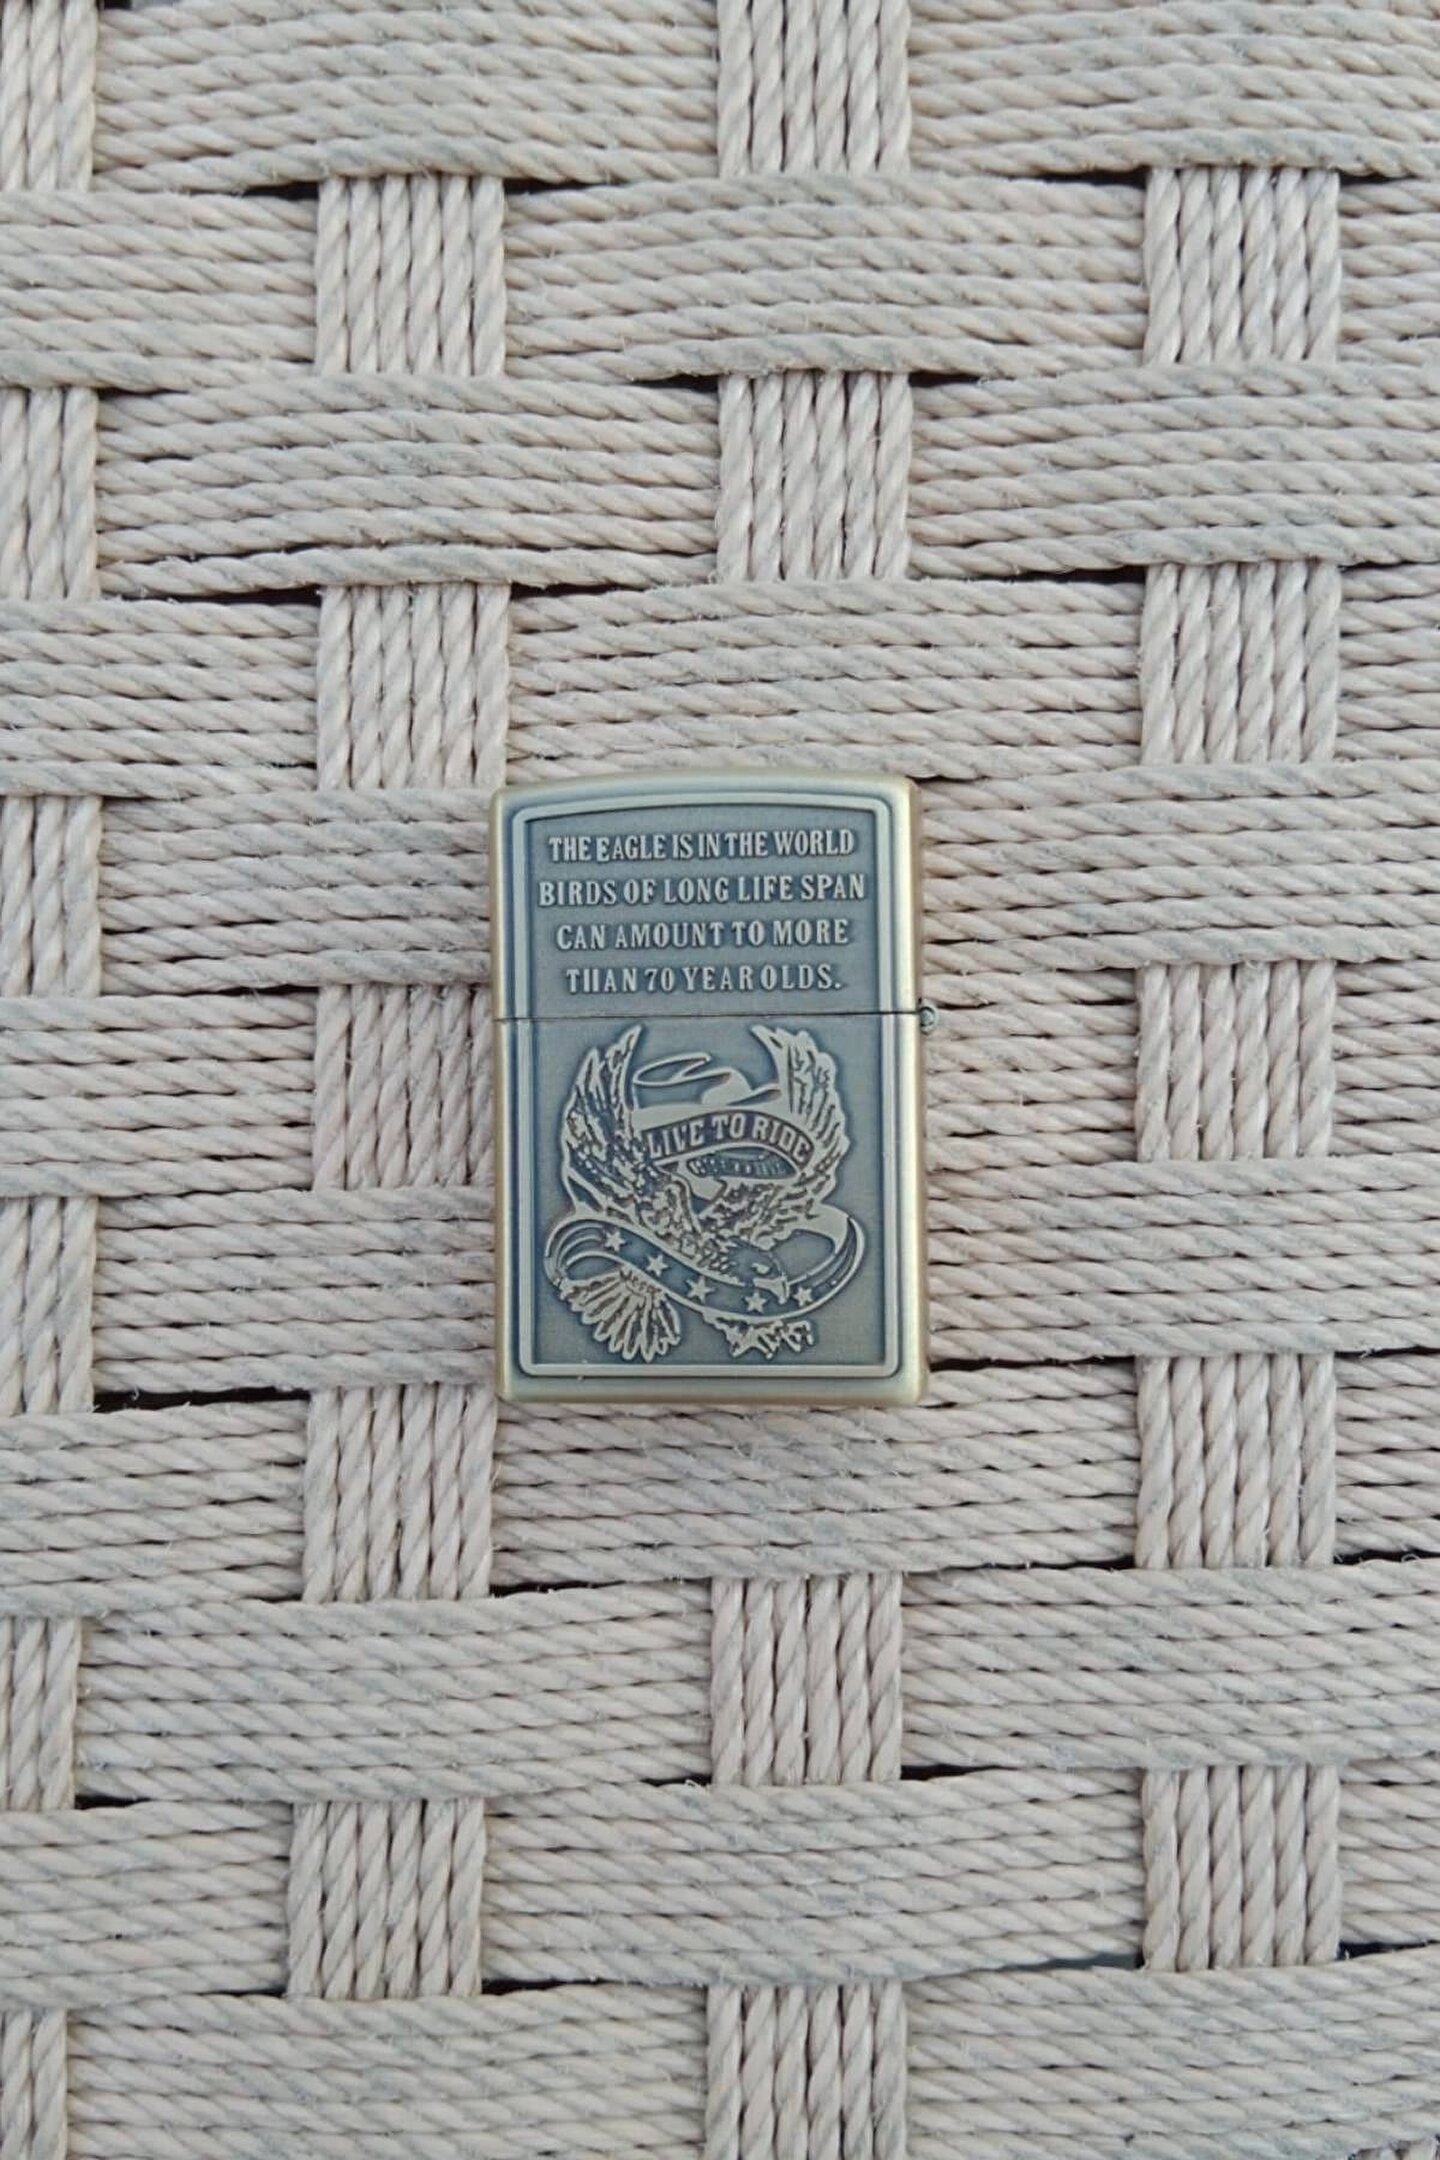 THE EAGLE IS IN THE WORLD
BIRDS OF LONG LIFE SPAN
CAN AMOUNT TO MORE
THAN 70 YEAR OLDS.
LIVE TO RIDE